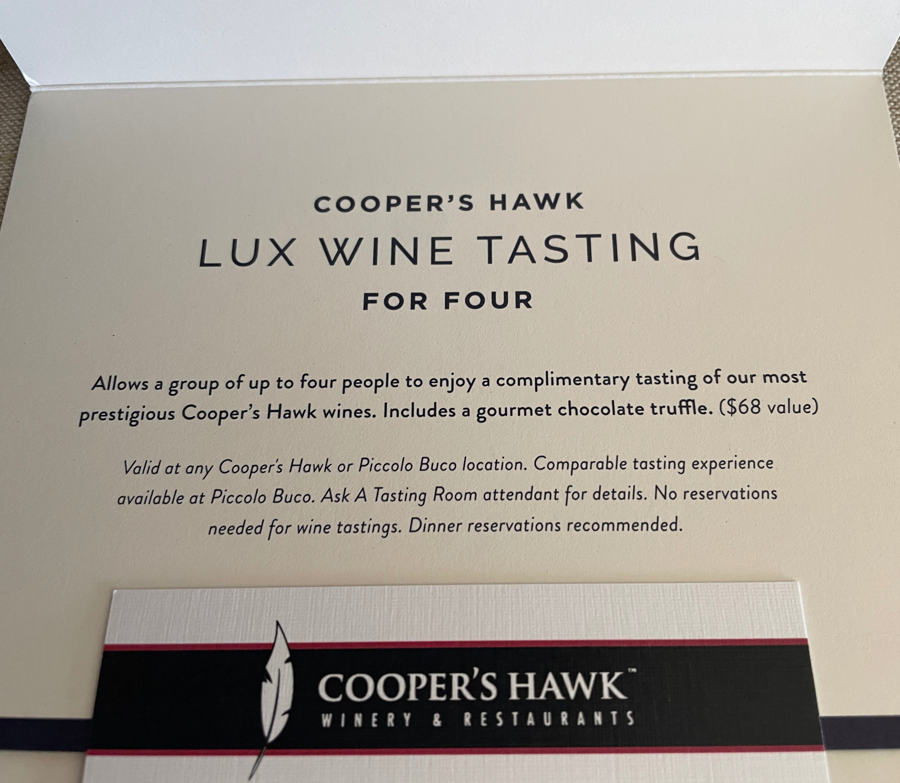 COOPER'S HAWK
LUX WINE TASTING
FOR FOUR
Allows a group of up to four people to enjoy a complimentary tasting of our most
prestigious Cooper's Hawk wines. Includes a gourmet chocolate truffle. ($68 value)
Valid at any Cooper's Hawk or Piccolo Buco location. Comparable tasting experience
available at Piccolo Buco. Ask A Tasting Room attendant for details. No reservations
needed for wine tastings. Dinner reservations recommended.
COOPER'S HAWK™
WINERY & RESTAURANTS